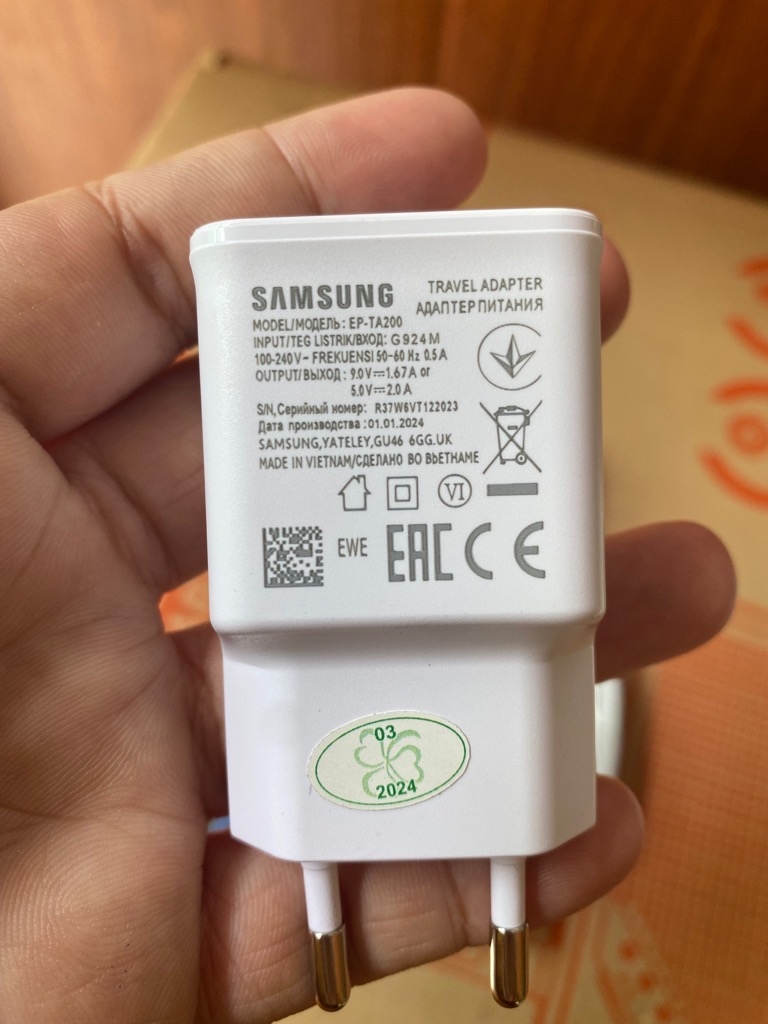 SAMSUNG
TRAVEL ADAPTER
АДАПТЕР ПИТАНИЯ
MODEL/МОДЕЛЬ: EP-TA200
INPUT/TEG LISTRIK/ВХОД: G924M
100-240V~ FREKUENSI 50-60 Hz 0.5A
OUTPUT/ВЫХОД: 9.0V⎓1.67A or
5.0V⎓2.0A
S/N, Серийный номер: R37W6VT122023
Дата производства :01.01.2024
SAMSUNG,YATELEY,GU46 6GG.UK
MADE IN VIETNAM/СДЕЛАНО ВО ВЬЕТНАМЕ
VI
EWE
EAC CE
03
2024